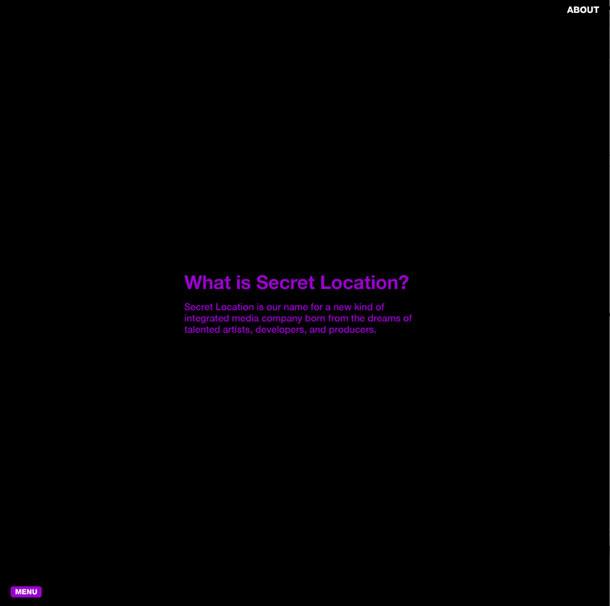 ABOUT
What is Secret Location?
Secret Location is our name for a new kind of
integrated media company born from the dreams of
talented artists, developers, and producers.
MENU